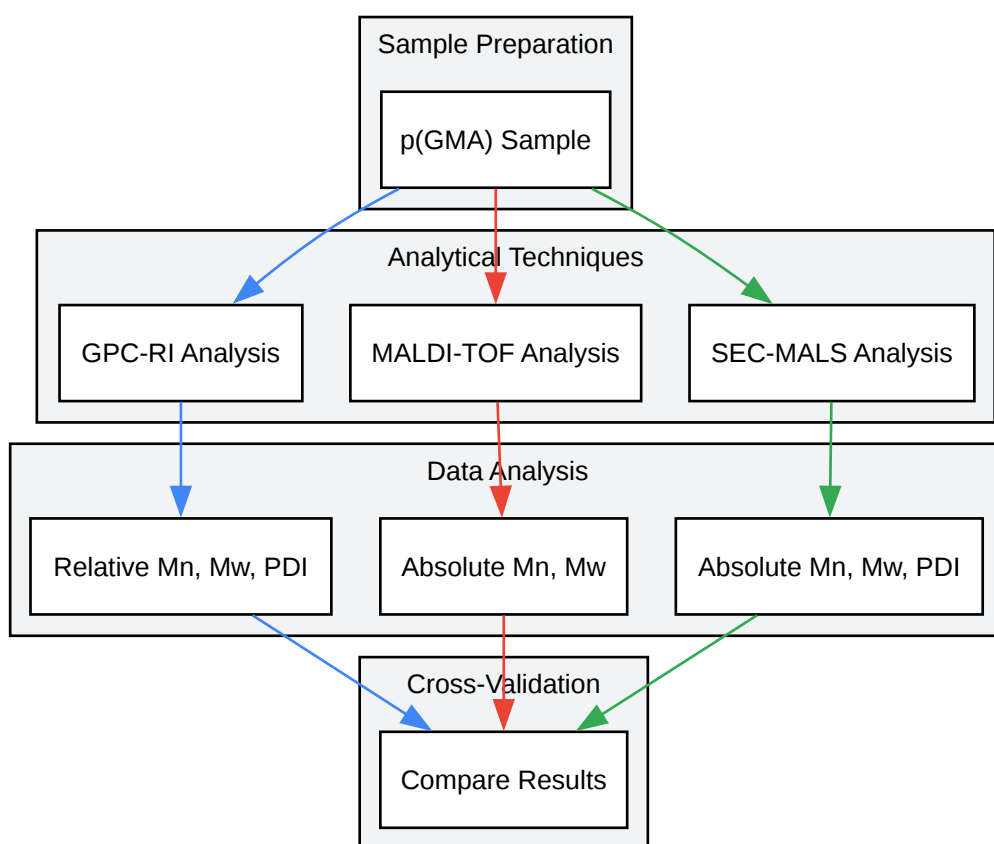 Sample Preparation
p(GMA) Sample
Analytical Techniques
GPC-RI Analysis
MALDI-TOF Analysis
SEC-MALS Analysis
Data Analysis
Relative Mn, Mw, PDI
Absolute Mn, Mw
Absolute Mn, Mw, PDI
Cross-Validation
Compare Results